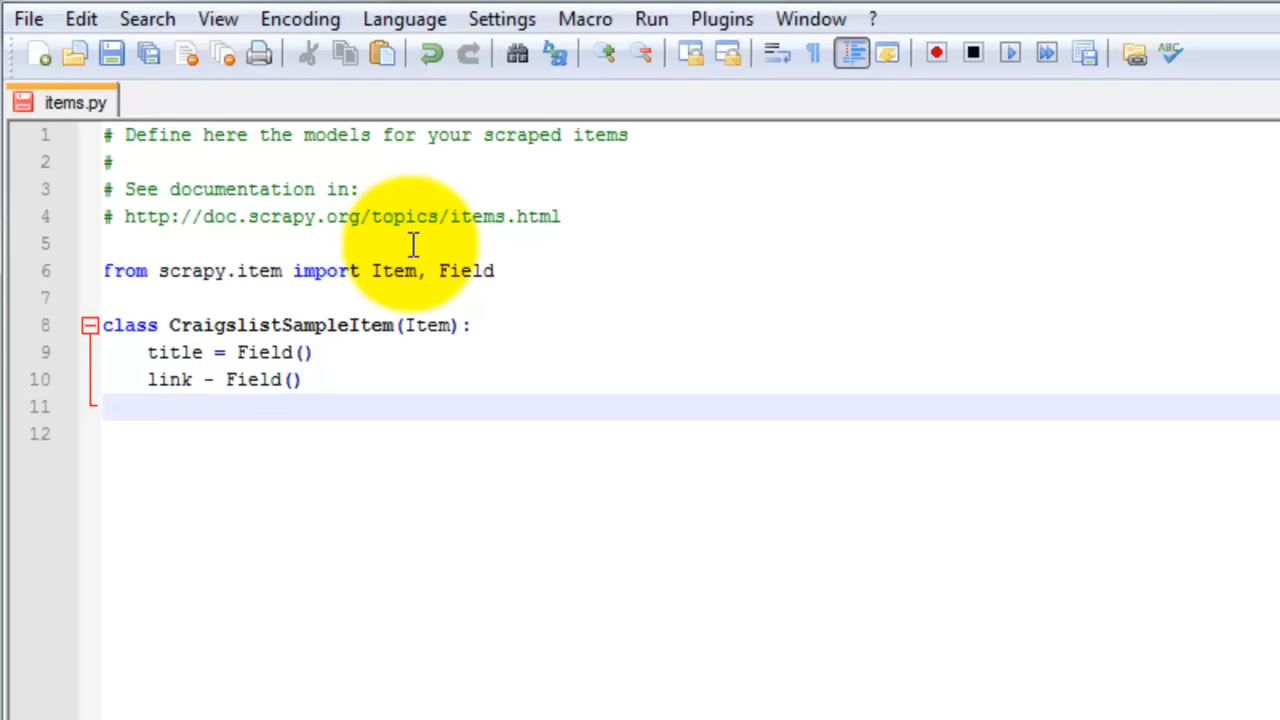 File Edit Search View Encoding Language Settings Macro Run Plugins Window ?
ABC
items.py
1 # Define here the models for your scraped items
2 #
3 # See documentation in:
4 # http://doc.scrapy.org/topics/items.html
5
6 from scrapy.item import Item, Field
7
8 class CraigslistSampleItem(Item):
9 title = Field()
10 link - Field()
11
12